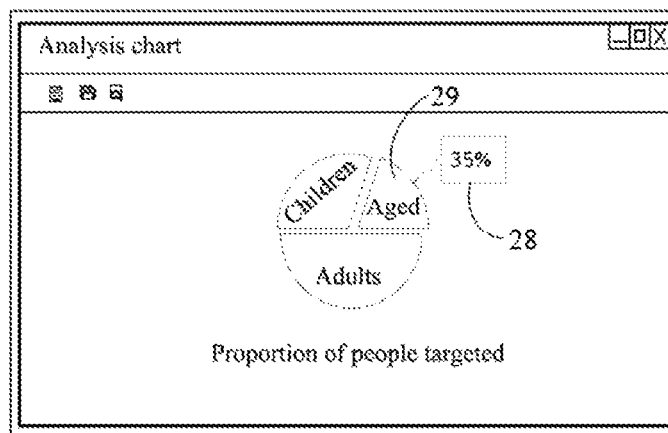 Analysis chart
29
35%
Children
Aged
28
Adults
Proportion of people targeted